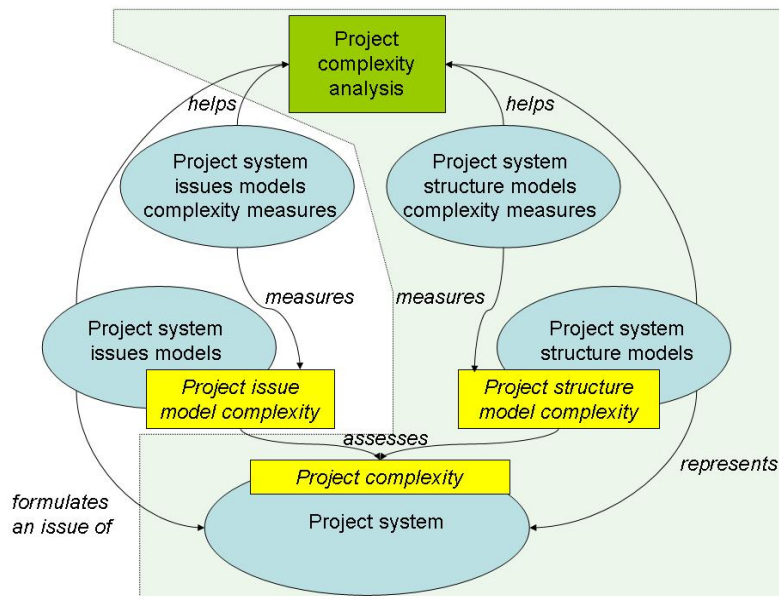 Project
complexity
analysis
helps
helps
Project system
issues models
complexity measures
Project system
structure models
complexity measures
measures
measures
Project system
issues models
Project system
structure models
Project issue
model complexity
Project structure
model complexity
assesses
Project complexity
represents
formulates
an issue of
Project system